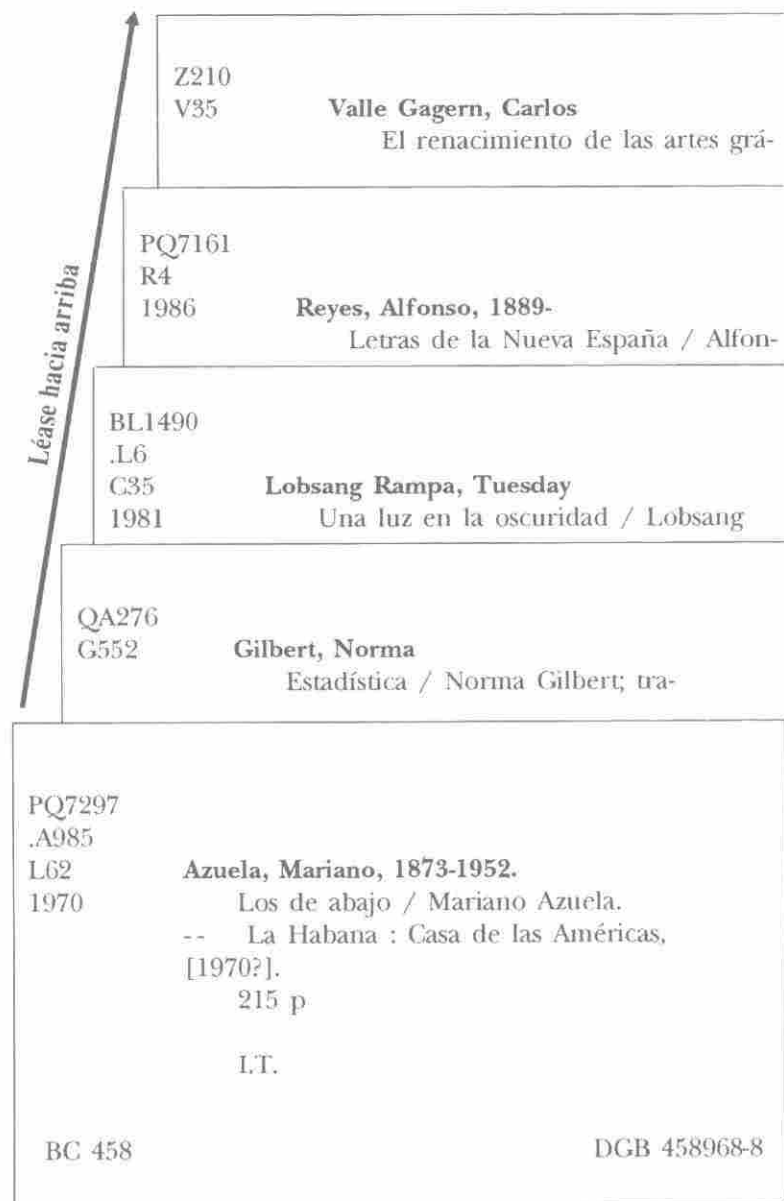 Z210
V35 Valle Gagern, Carlos
El renacimiento de las artes grá-
PQ7161
R4
1986 Reyes, Alfonso, 1889-
Letras de la Nueva España / Alfon-
Léase hacia arriba
BL1490
.L6
C35 Lobsang Rampa, Tuesday
1981 Una luz en la oscuridad / Lobsang
QA276
G552 Gilbert, Norma
Estadística / Norma Gilbert; tra-
PQ7297
.A985
L62 Azuela, Mariano, 1873-1952.
1970 Los de abajo / Mariano Azuela.
-- La Habana : Casa de las Américas,
[1970?].
215 p
I.T.
BC 458 DGB 458968-8